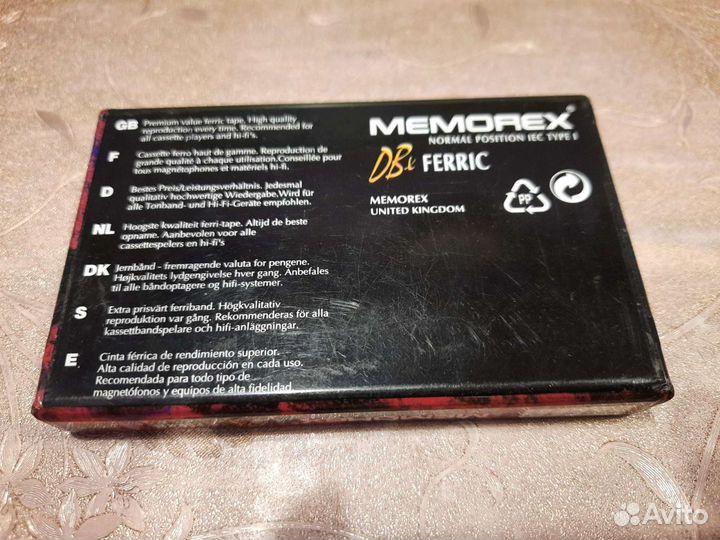 GB Premium value ferric tape. High quality
reproduction every time. Recommended for
all cassette players and hi-fi's.
F Cassette ferro haut de gamme. Reproduction de
grande qualité à chaque utilisation.Conseillée pour
tous magnétophones et matériels hi-fi.
D Bestes Preis/Leistungsverhältnis. Jedesmal
qualitativ hochwertige Wiedergabe.Wird für
alle Tonband- und Hi-Fi-Geräte empfohlen.
NL Hoogste kwaliteit ferri-tape. Altijd de beste
opname. Aanbevolen voor alle
cassettespelers en hi-fi's
DK Jernbånd - fremragende valuta for pengene.
Højkvalitets lydgengivelse hver gang. Anbefales
til alle båndoptagere og hifi-systemer.
S Extra prisvärt ferriband. Högkvalitativ
reproduktion var gång. Rekommenderas för alla
kassettbandspelare och hifi-anläggningar.
E Cinta férrica de rendimiento superior.
Alta calidad de reproducción en cada uso.
Recomendada para todo tipo de
magnetófonos y equipos de alta fidelidad.
MEMOREX®
NORMAL POSITION IEC TYPE I
DBx FERRIC
MEMOREX
UNITED KINGDOM
PP
Avito